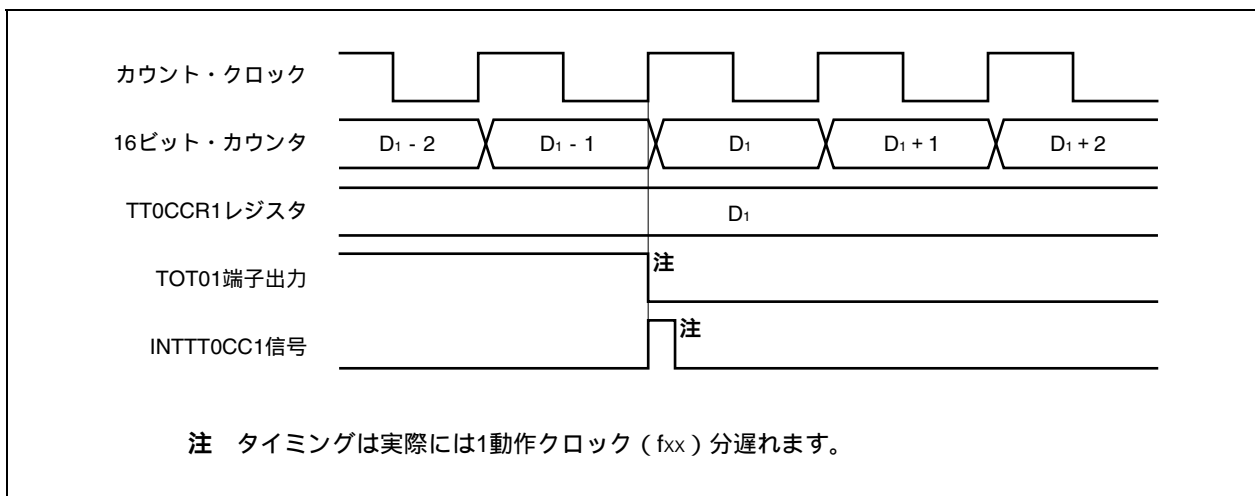 カウント・クロック
16ビット・カウンタ D1 - 2 D1 - 1 D1 D1 + 1 D1 + 2
TT0CCR1レジスタ D1
TOT01端子出力 注
INTTT0CC1信号 注
注 タイミングは実際には1動作クロック（fxx）分遅れます。